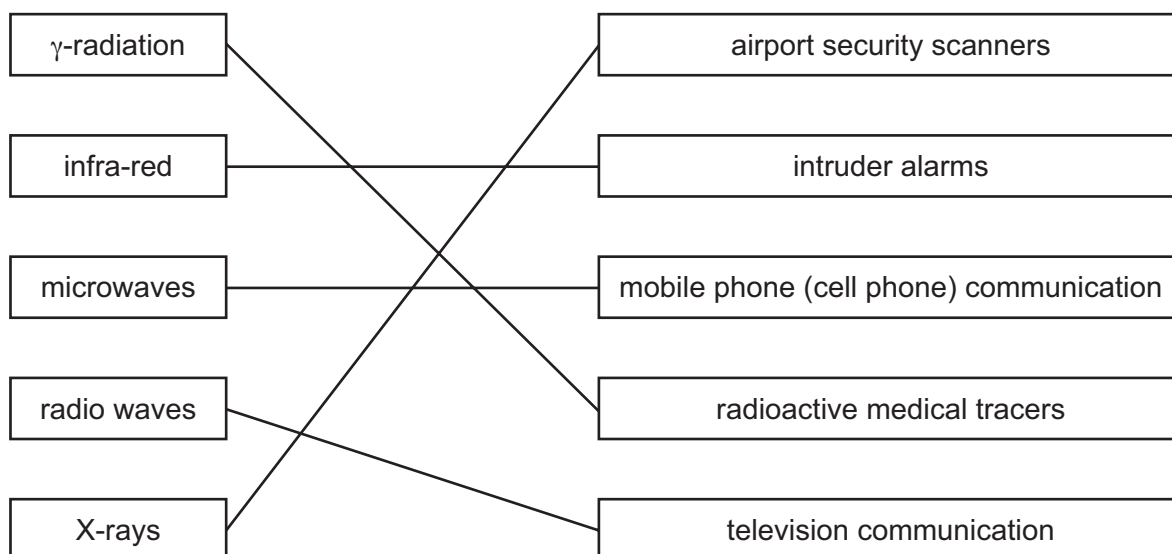 γ-radiation
airport security scanners
infra-red
intruder alarms
microwaves
mobile phone (cell phone) communication
radio waves
radioactive medical tracers
X-rays
television communication